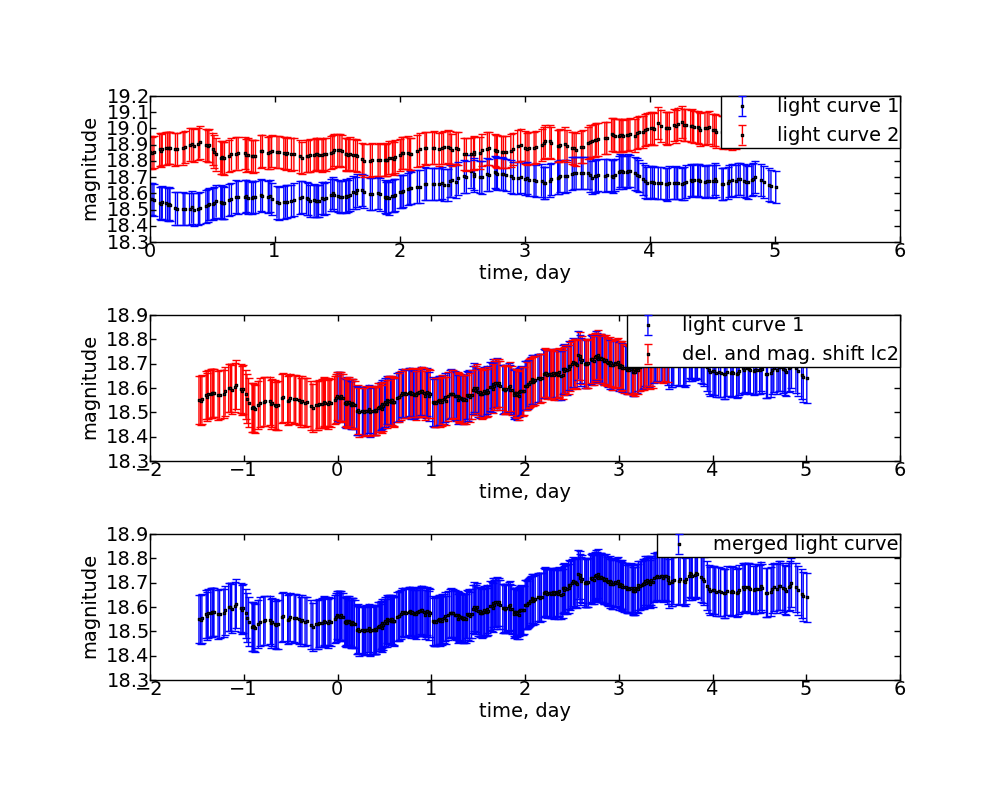 19.2
19.1
19.0
18.9
18.8
18.7
18.6
18.5
18.4
18.3
magnitude
light curve 1
light curve 2
0 1 2 3 4 5 6
time, day
18.9
18.8
18.7
18.6
18.5
18.4
18.3
magnitude
light curve 1
del. and mag. shift lc2
−2 −1 0 1 2 3 4 5 6
time, day
18.9
18.8
18.7
18.6
18.5
18.4
18.3
magnitude
merged light curve
−2 −1 0 1 2 3 4 5 6
time, day